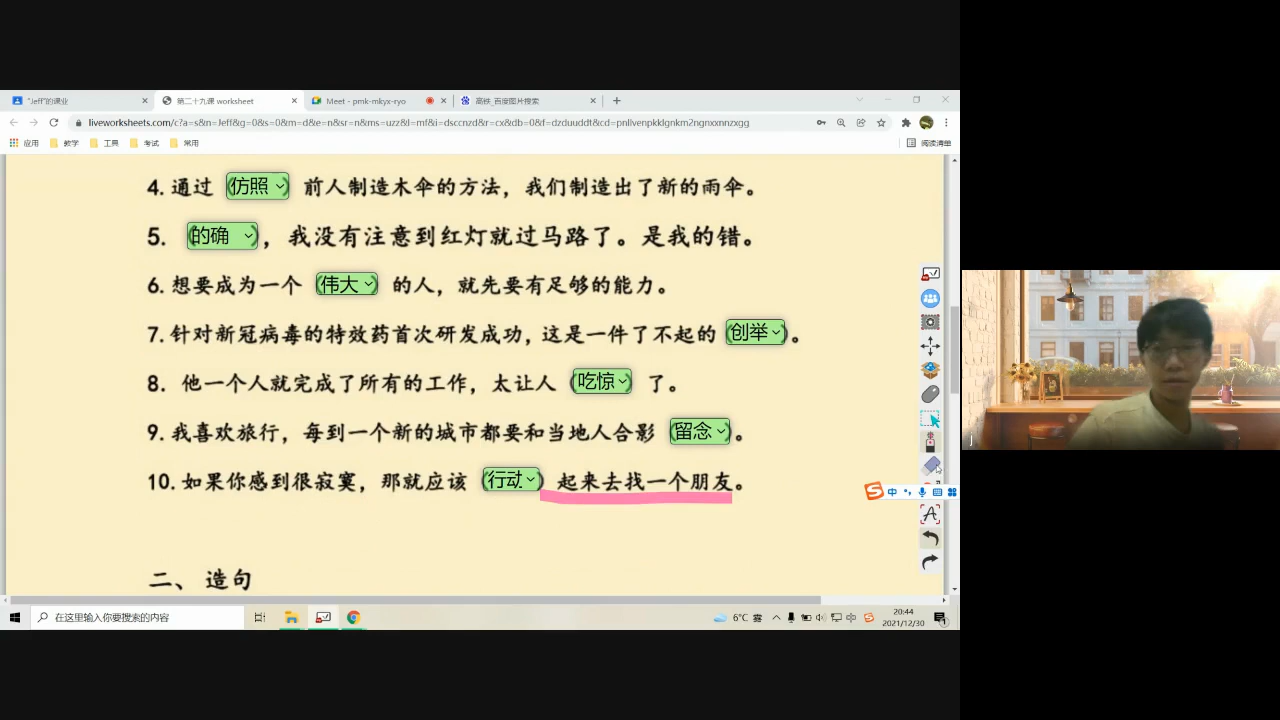 "Jeff"的课业
第二十九课 worksheet
Meet - pmk-mkyx-ryo
高铁_百度图片搜索
liveworksheets.com/c?a=s&n=Jeff&g=0&s=0&m=d&e=n&sr=n&ms=uzz&l=mf&i=dsccnzd&r=cx&db=0&f=dzduuddt&cd=pnllvenpkklgnkm2ngnxxnnzxgg
应用 教学 工具 考试 常用 阅读清单
4. 通过 (仿照) 前人制造木伞的方法，我们制造出了新的雨伞。
5. (的确)，我没有注意到红灯就过马路了。是我的错。
6. 想要成为一个 (伟大) 的人，就先要有足够的能力。
7. 针对新冠病毒的特效药首次研发成功，这是一件了不起的 (创举)。
8. 他一个人就完成了所有的工作，太让人 (吃惊) 了。
9. 我喜欢旅行，每到一个新的城市都要和当地人合影 (留念)。
10. 如果你感到很寂寞，那就应该 (行动) 起来去找一个朋友。
二、 造句
中
在这里输入你要搜索的内容
6°C 雾
中
20:44
2021/12/30
j